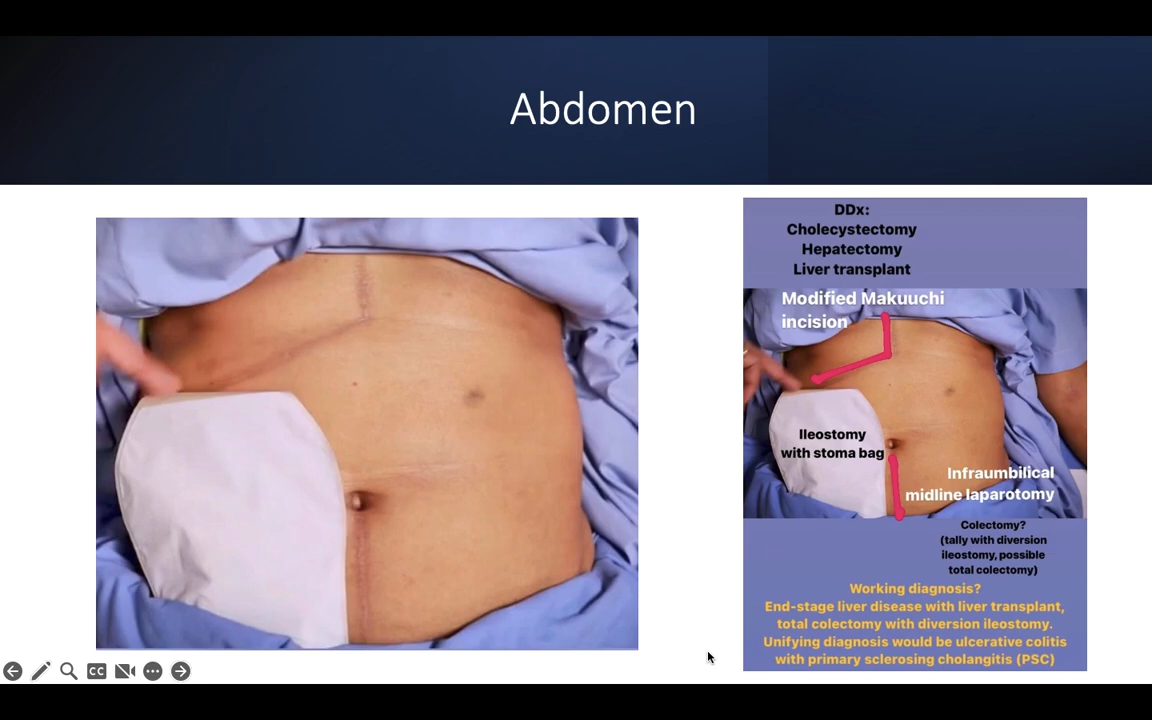 Abdomen
DDx:
Cholecystectomy
Hepatectomy
Liver transplant
Modified Makuuchi
incision
Ileostomy
with stoma bag
Infraumbilical
midline laparotomy
Colectomy?
(tally with diversion
ileostomy, possible
total colectomy)
Working diagnosis?
End-stage liver disease with liver transplant,
total colectomy with diversion ileostomy.
Unifying diagnosis would be ulcerative colitis
with primary sclerosing cholangitis (PSC)
CC